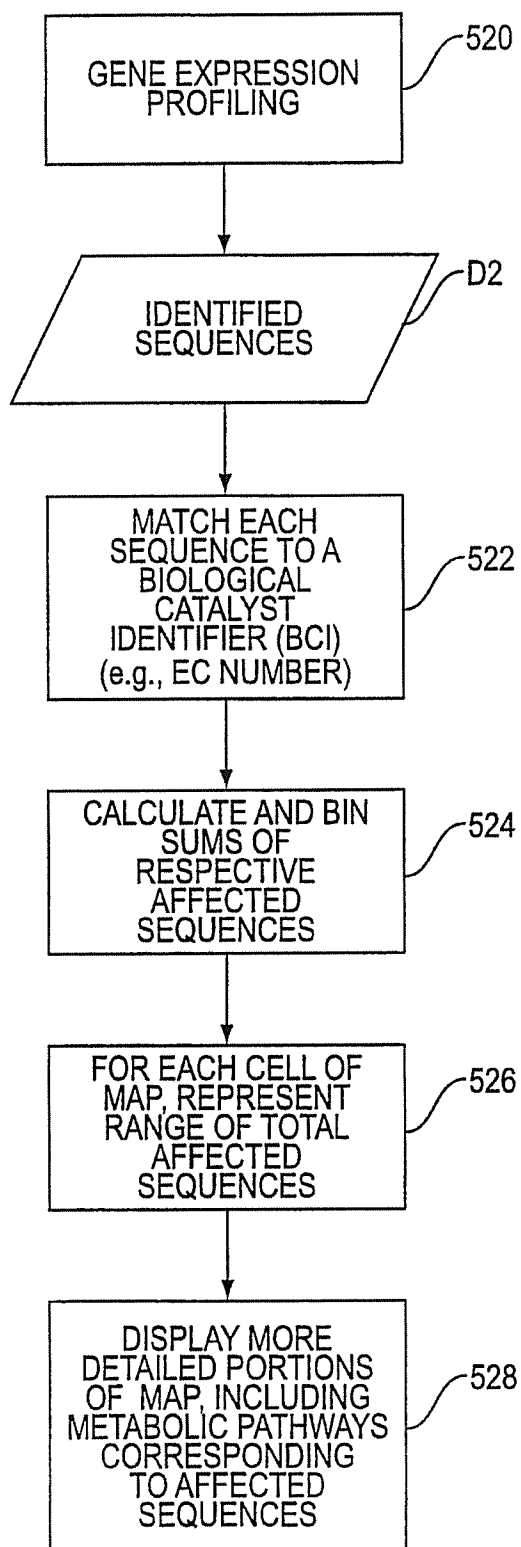 520
GENE EXPRESSION
PROFILING
D2
IDENTIFIED
SEQUENCES
MATCH EACH
SEQUENCE TO A
BIOLOGICAL
CATALYST
IDENTIFIER (BCI)
(e.g., EC NUMBER)
522
CALCULATE AND BIN
SUMS OF
RESPECTIVE
AFFECTED
SEQUENCES
524
FOR EACH CELL OF
MAP, REPRESENT
RANGE OF TOTAL
AFFECTED
SEQUENCES
526
DISPLAY MORE
DETAILED PORTIONS
OF MAP, INCLUDING
METABOLIC PATHWAYS
CORRESPONDING
TO AFFECTED
SEQUENCES
528